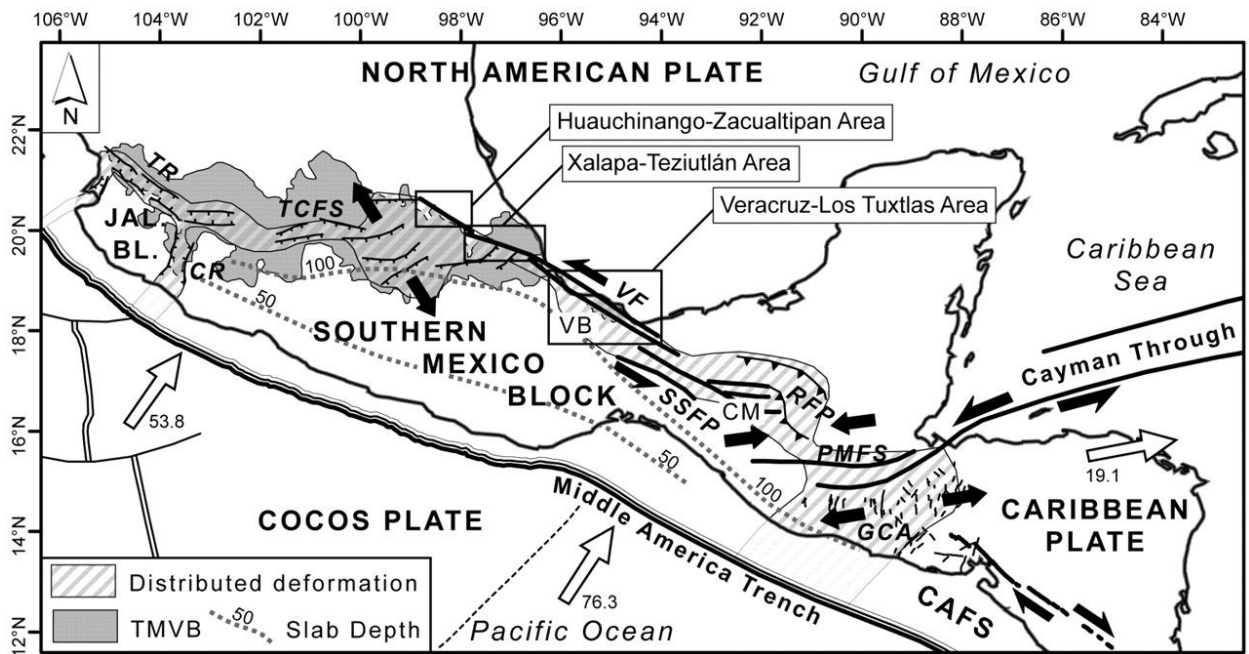 106°W 104°W 102°W 100°W 98°W 96°W 94°W 92°W 90°W 88°W 86°W 84°W
22°N
20°N
18°N
16°N
14°N
12°N
N
NORTH AMERICAN PLATE
Gulf of Mexico
Huauchinango-Zacualtipan Area
Xalapa-Teziutlán Area
Veracruz-Los Tuxtlas Area
TR
TCFS
JAL.
BL.
CR
100
50
VF
VB
Caribbean
Sea
SOUTHERN
MEXICO
BLOCK
Cayman Through
53.8
SSFP
CM
RFP
PMFS
50
100
19.1
GCA
CARIBBEAN
PLATE
COCOS PLATE
Middle America Trench
76.3
CAFS
Pacific Ocean
Distributed deformation
TMVB
50
Slab Depth